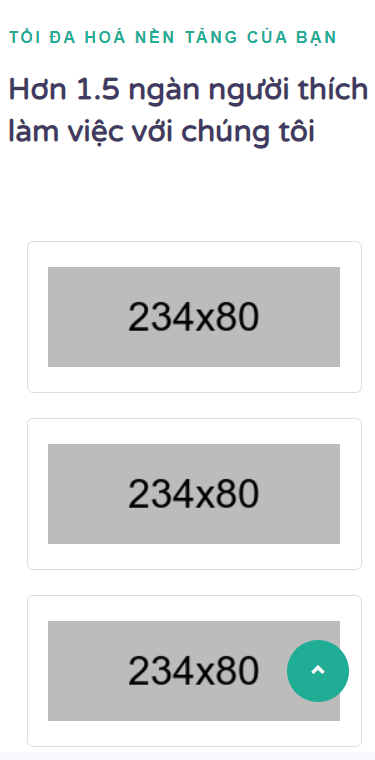 TỐI ĐA HOÁ NỀN TẢNG CỦA BẠN
Hơn 1.5 ngàn người thích
làm việc với chúng tôi
234x80
234x80
234x80